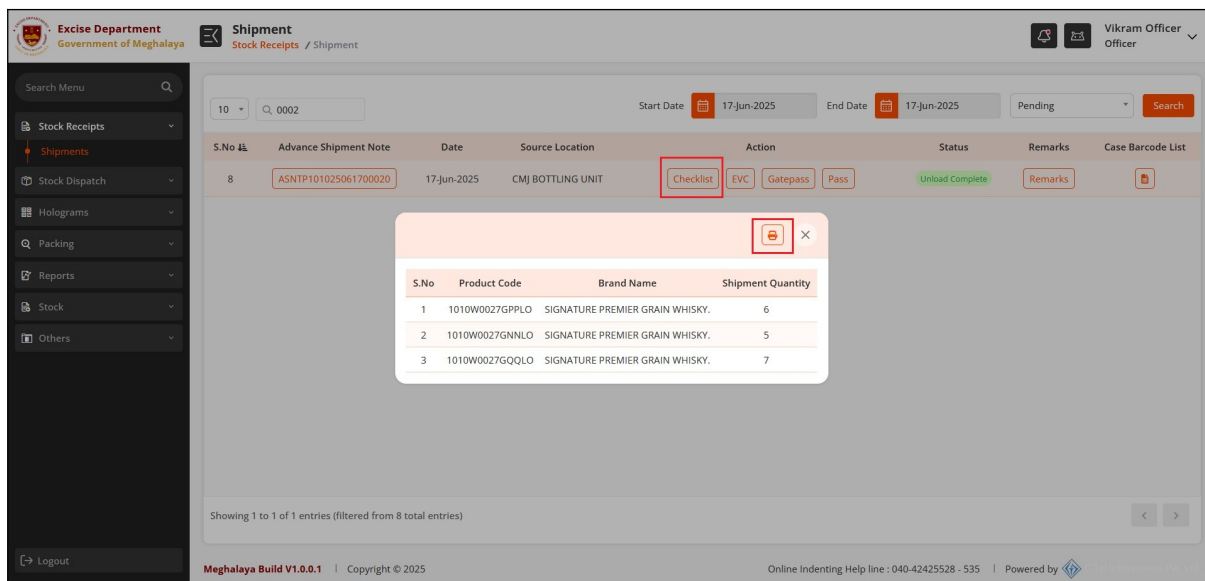 Excise Department
Government of Meghalaya
Shipment
Stock Receipts / Shipment
Vikram Officer
Officer
Search Menu
Stock Receipts
Shipments
Stock Dispatch
Holograms
Packing
Reports
Stock
Others
Logout
10
0002
Start Date 17-Jun-2025 End Date 17-Jun-2025 Pending Search
S.No Advance Shipment Note Date Source Location Action Status Remarks Case Barcode List
8 ASNTP101025061700020 17-Jun-2025 CMJ BOTTLING UNIT Checklist EVC Gatepass Pass Unload Complete Remarks
S.No Product Code Brand Name Shipment Quantity
1 1010W0027GPPLO SIGNATURE PREMIER GRAIN WHISKY. 6
2 1010W0027GNNLO SIGNATURE PREMIER GRAIN WHISKY. 5
3 1010W0027GQQLO SIGNATURE PREMIER GRAIN WHISKY. 7
Showing 1 to 1 of 1 entries (filtered from 8 total entries)
Meghalaya Build V1.0.0.1 | Copyright © 2025
Online Indenting Help line : 040-42425528 - 535 | Powered by